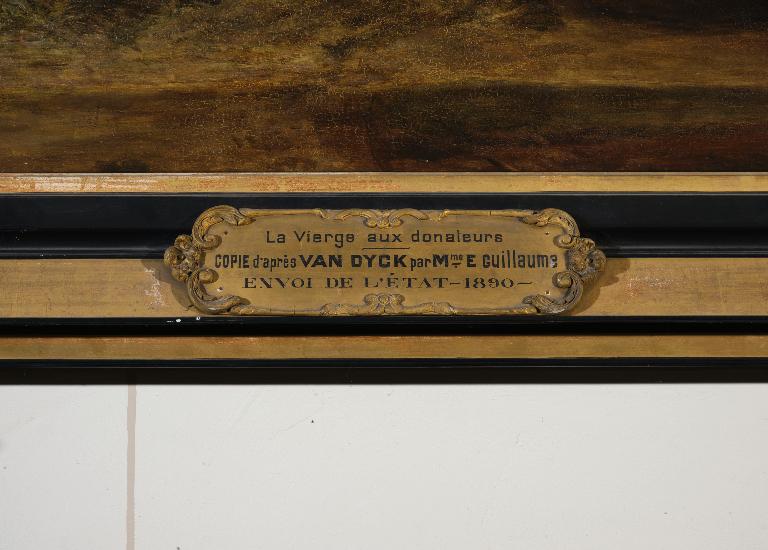 La Vierge aux donateurs
COPIE d'après VAN DYCK par Mme E Guillaume
ENVOI DE L'ÉTAT-1890-